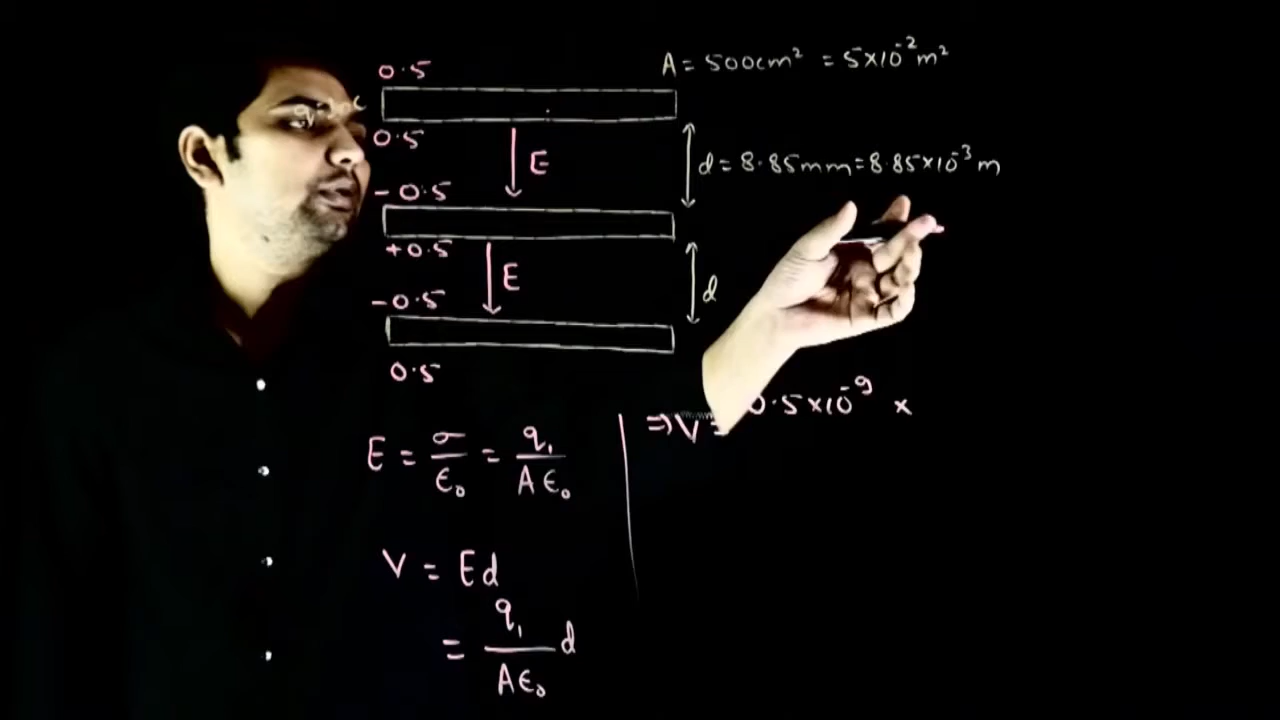 0.5
A = 500cm² = 5×10⁻² m²
0.5
E
d = 8.85mm = 8.85×10⁻³ m
-0.5
+0.5
E
d
-0.5
0.5
E = σ/ε₀ = q₁/Aε₀
⇒ V = 0.5×10⁻⁹ ×
V = Ed
= q₁/Aε₀ d